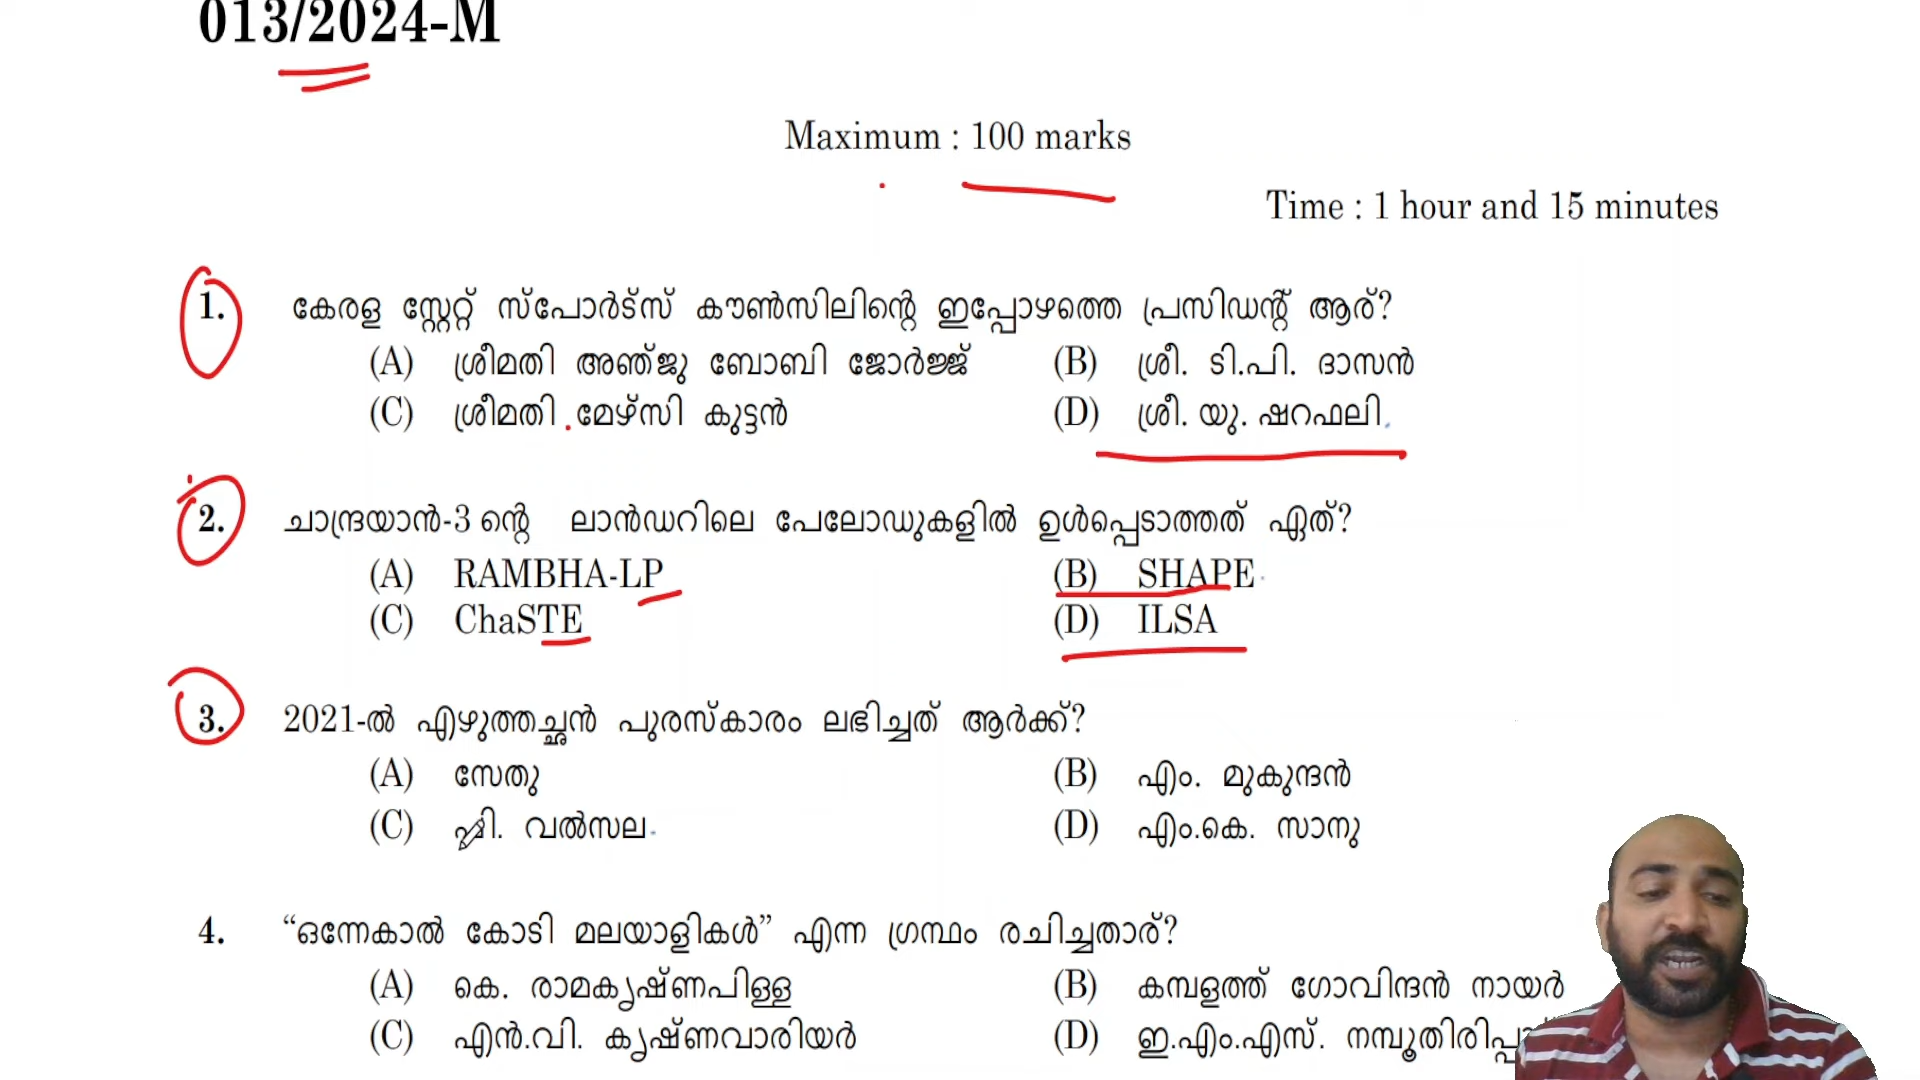 013/2024-M
Maximum : 100 marks
Time : 1 hour and 15 minutes
1. കേരള സ്റ്റേറ്റ് സ്പോർട്സ് കൗൺസിലിന്റെ ഇപ്പോഴത്തെ പ്രസിഡന്റ് ആര്?
(A) ശ്രീമതി അഞ്ജു ബോബി ജോർജ്ജ് (B) ശ്രീ. ടി.പി. ദാസൻ
(C) ശ്രീമതി മേഴ്സി കുട്ടൻ (D) ശ്രീ. യു. ഷറഫലി
2. ചാന്ദ്രയാൻ-3 ന്റെ ലാൻഡറിലെ പേലോഡുകളിൽ ഉൾപ്പെടാത്തത് ഏത്?
(A) RAMBHA-LP (B) SHAPE
(C) ChaSTE (D) ILSA
3. 2021-ൽ എഴുത്തച്ഛൻ പുരസ്കാരം ലഭിച്ചത് ആർക്ക്?
(A) സേതു (B) എം. മുകുന്ദൻ
(C) പി. വൽസല (D) എം.കെ. സാനു
4. “ഒന്നേകാൽ കോടി മലയാളികൾ” എന്ന ഗ്രന്ഥം രചിച്ചതാര്?
(A) കെ. രാമകൃഷ്ണപിള്ള (B) കമ്പളത്ത് ഗോവിന്ദൻ നായർ
(C) എൻ.വി. കൃഷ്ണവാരിയർ (D) ഇ.എം.എസ്.